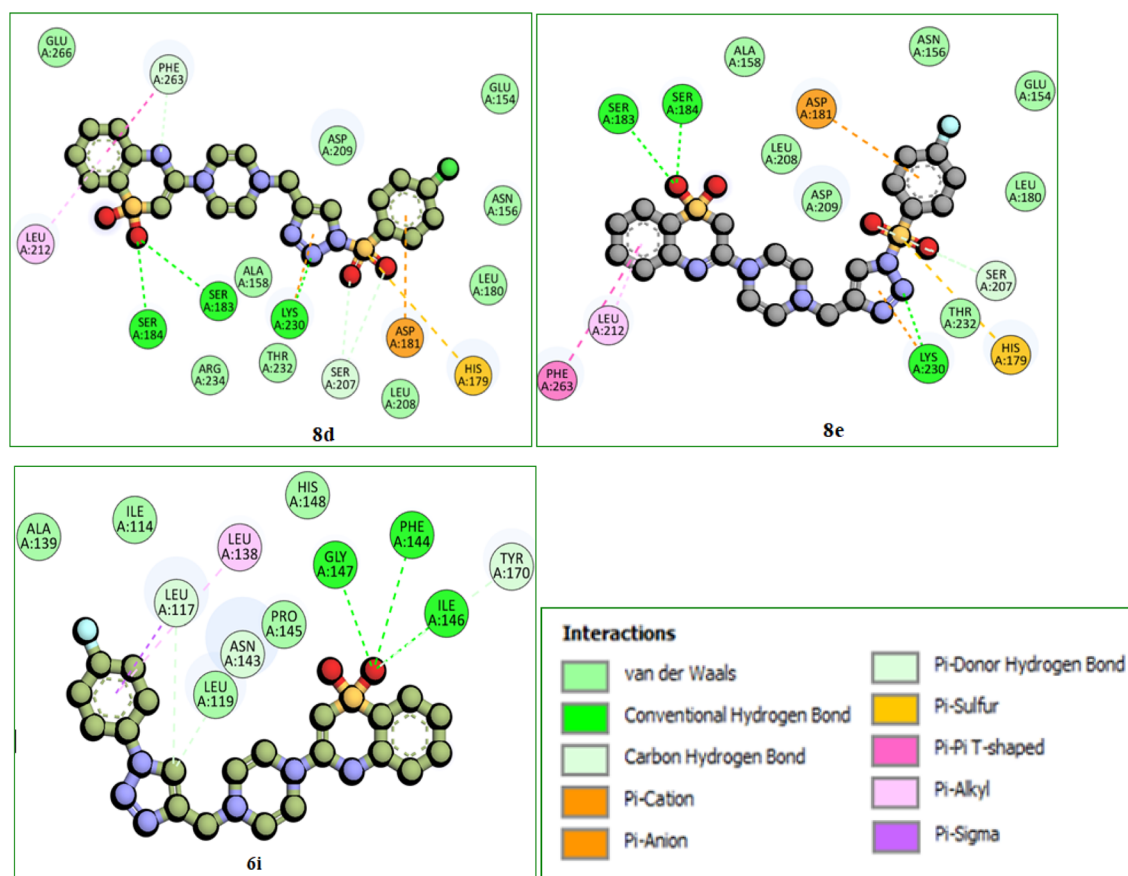 GLU
A:266
PHE
A:263
GLU
A:154
ASP
A:209
ASN
A:156
LEU
A:212
ALA
A:158
SER
A:183
LEU
A:180
LYS
A:230
SER
A:184
ASP
A:181
THR
A:232
ARG
A:234
SER
A:207
HIS
A:179
LEU
A:208
8d
ALA
A:158
ASN
A:156
SER
A:183
SER
A:184
ASP
A:181
GLU
A:154
LEU
A:208
ASP
A:209
LEU
A:180
SER
A:207
LEU
A:212
THR
A:232
HIS
A:179
PHE
A:263
LYS
A:230
8e
HIS
A:148
ILE
A:114
ALA
A:139
LEU
A:138
PHE
A:144
GLY
A:147
TYR
A:170
LEU
A:117
ILE
A:146
PRO
A:145
ASN
A:143
LEU
A:119
6i
Interactions
van der Waals
Conventional Hydrogen Bond
Carbon Hydrogen Bond
Pi-Cation
Pi-Anion
Pi-Donor Hydrogen Bond
Pi-Sulfur
Pi-Pi T-shaped
Pi-Alkyl
Pi-Sigma